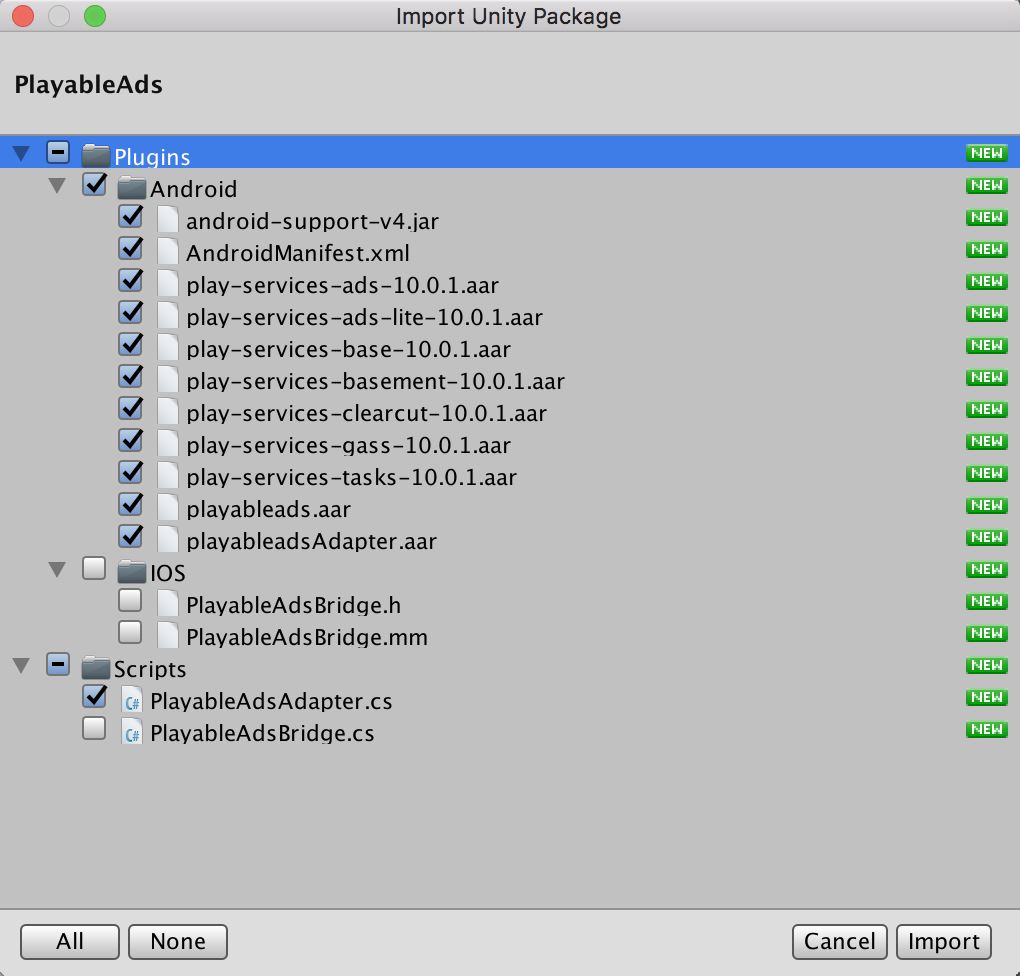 Import Unity Package
PlayableAds
Plugins NEW
Android NEW
android-support-v4.jar NEW
AndroidManifest.xml NEW
play-services-ads-10.0.1.aar NEW
play-services-ads-lite-10.0.1.aar NEW
play-services-base-10.0.1.aar NEW
play-services-basement-10.0.1.aar NEW
play-services-clearcut-10.0.1.aar NEW
play-services-gass-10.0.1.aar NEW
play-services-tasks-10.0.1.aar NEW
playableads.aar NEW
playableadsAdapter.aar NEW
IOS NEW
PlayableAdsBridge.h NEW
PlayableAdsBridge.mm NEW
Scripts NEW
C# PlayableAdsAdapter.cs NEW
C# PlayableAdsBridge.cs NEW
All None Cancel Import